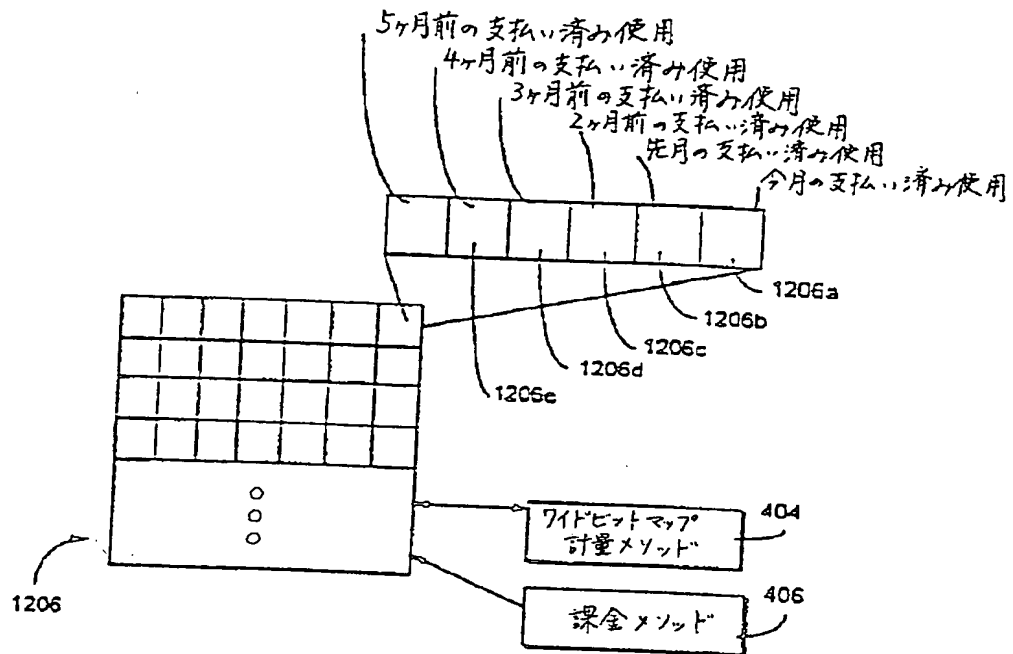 5ヶ月前の支払い済み使用
4ヶ月前の支払い済み使用
3ヶ月前の支払い済み使用
2ヶ月前の支払い済み使用
先月の支払い済み使用
今月の支払い済み使用
1206a
1206b
1206c
1206d
1206e
ワイドビットマップ
計量メソッド
404
課金メソッド
406
1206